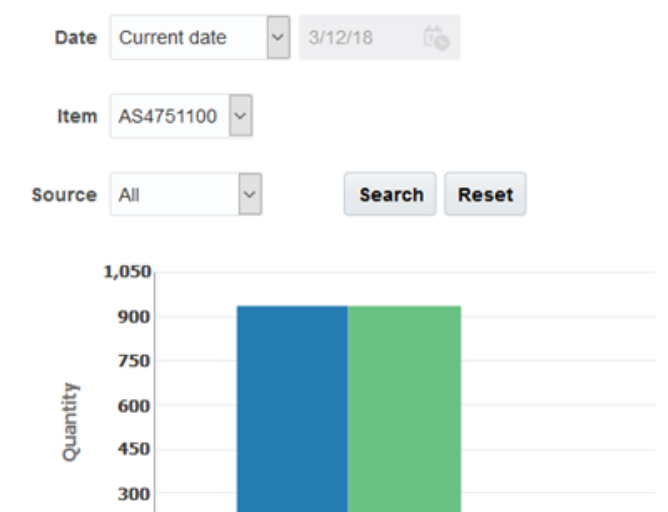 Date Current date 3/12/18
Item AS4751100
Source All Search Reset
1,050
900
750
600
450
300
Quantity